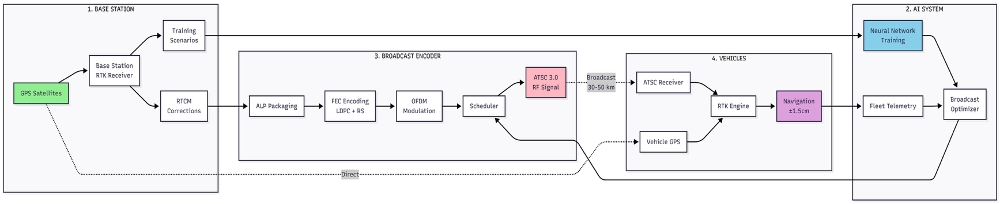 1. BASE STATION
GPS Satellites
Base Station
RTK Receiver
Training
Scenarios
RTCM
Corrections
3. BROADCAST ENCODER
ALP Packaging
FEC Encoding
LDPC + RS
OFDM
Modulation
Scheduler
ATSC 3.0
RF Signal
Broadcast
30-50 km
Direct
4. VEHICLES
ATSC Receiver
Vehicle GPS
RTK Engine
Navigation
±1.5cm
2. AI SYSTEM
Neural Network
Training
Fleet Telemetry
Broadcast
Optimizer